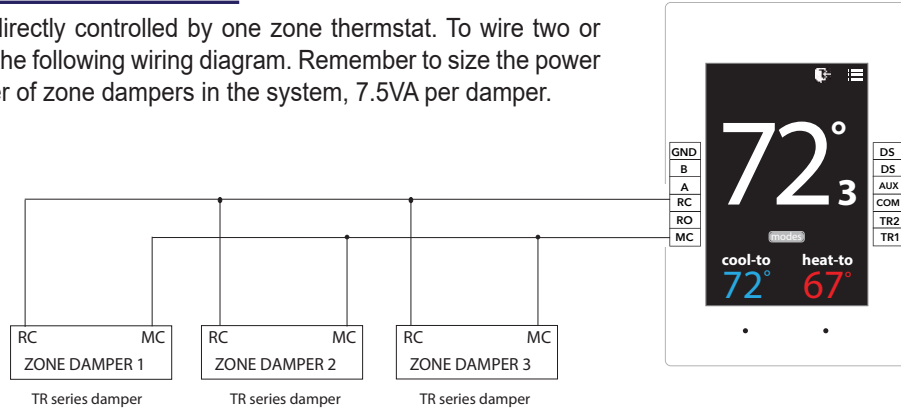 directly controlled by one zone thermstat. To wire two or
the following wiring diagram. Remember to size the power
er of zone dampers in the system, 7.5VA per damper.
GND
B
A
RC
RO
MC
72°
3
modes
cool-to heat-to
72° 67°
DS
DS
AUX
COM
TR2
TR1
RC MC
ZONE DAMPER 1
TR series damper
RC MC
ZONE DAMPER 2
TR series damper
RC MC
ZONE DAMPER 3
TR series damper